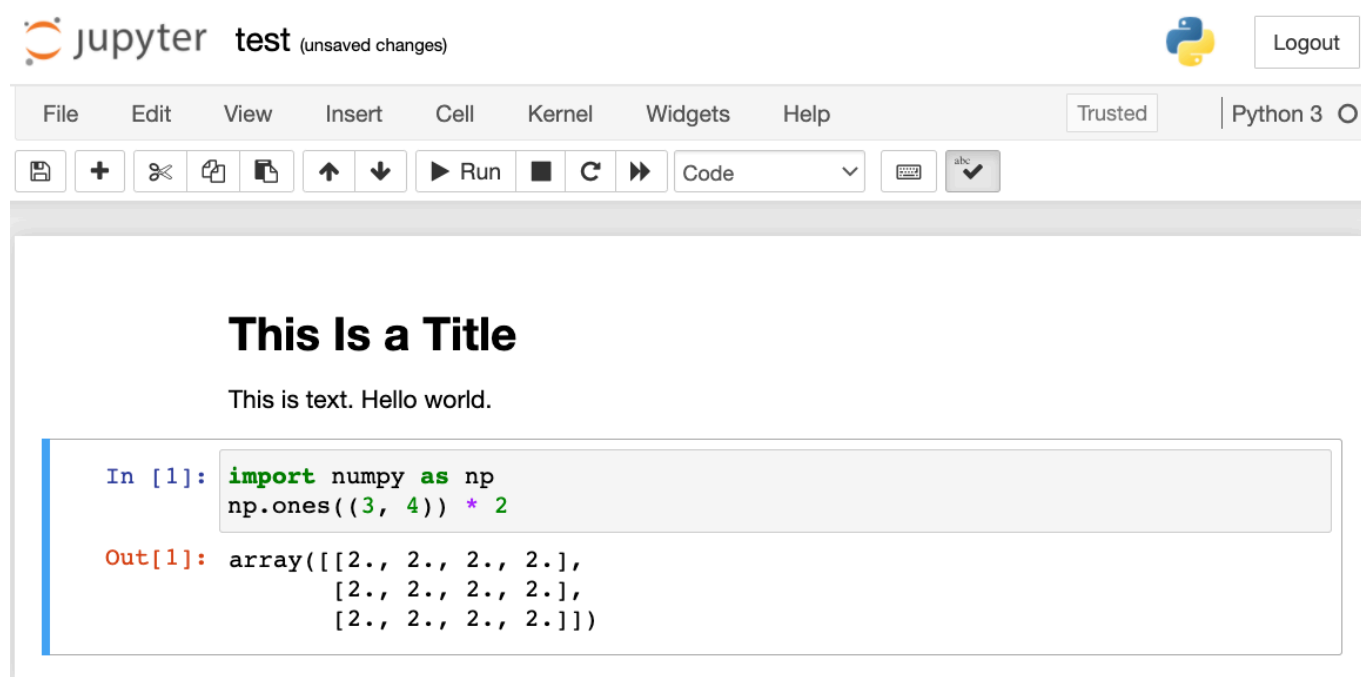 jupyter test (unsaved changes) Logout
File Edit View Insert Cell Kernel Widgets Help Trusted Python 3
Run Code abc
This Is a Title
This is text. Hello world.
In [1]: import numpy as np
np.ones((3, 4)) * 2
Out[1]: array([[2., 2., 2., 2.],
[2., 2., 2., 2.],
[2., 2., 2., 2.]])